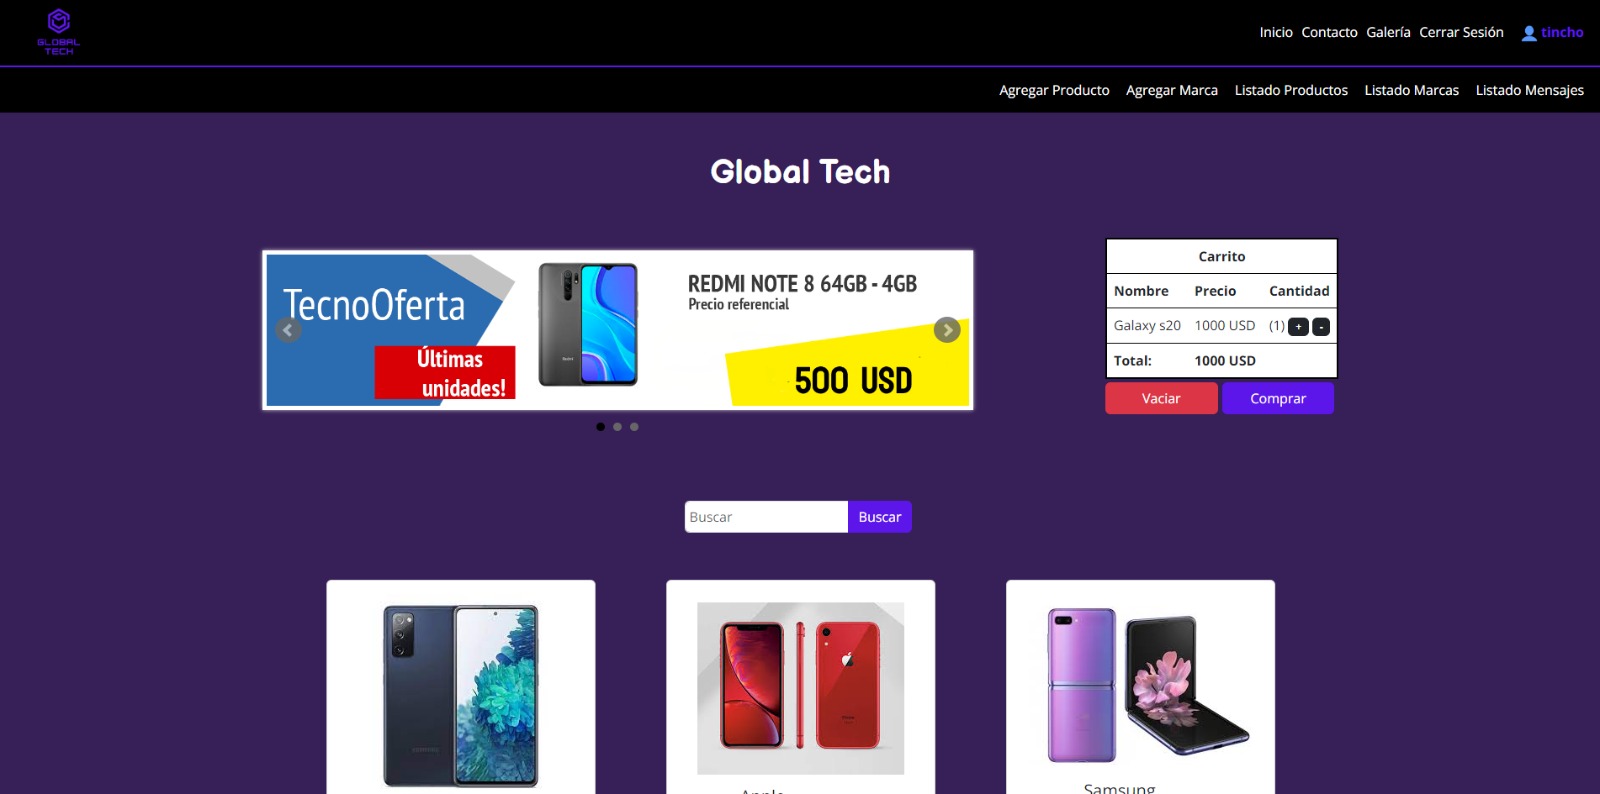 GLOBAL
TECH
Inicio Contacto Galería Cerrar Sesión tincho
Agregar Producto Agregar Marca Listado Productos Listado Marcas Listado Mensajes
Global Tech
TecnoOferta
Últimas
unidades!
REDMI NOTE 8 64GB - 4GB
Precio referencial
500 USD
Carrito
Nombre Precio Cantidad
Galaxy s20 1000 USD (1) + -
Total: 1000 USD
Vaciar Comprar
Buscar Buscar
Apple
Samsung